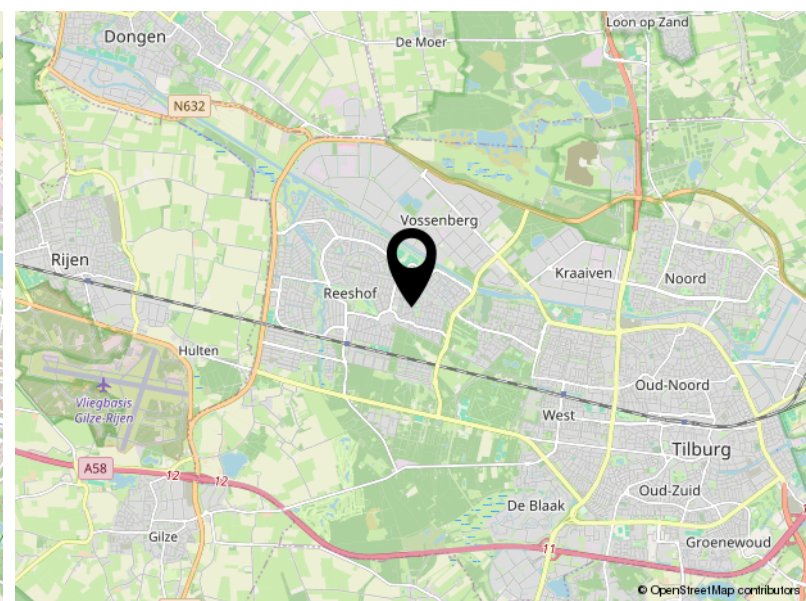 Loon op Zand
Dongen
De Moer
N632
Vossenberg
Rijen
Kraaiven
Noord
Reeshof
Hulten
Oud-Noord
Vliegbasis
Gilze-Rijen
West
Tilburg
A58
12
12
Oud-Zuid
De Blaak
Gilze
Groenewoud
11
© OpenStreetMap contributors